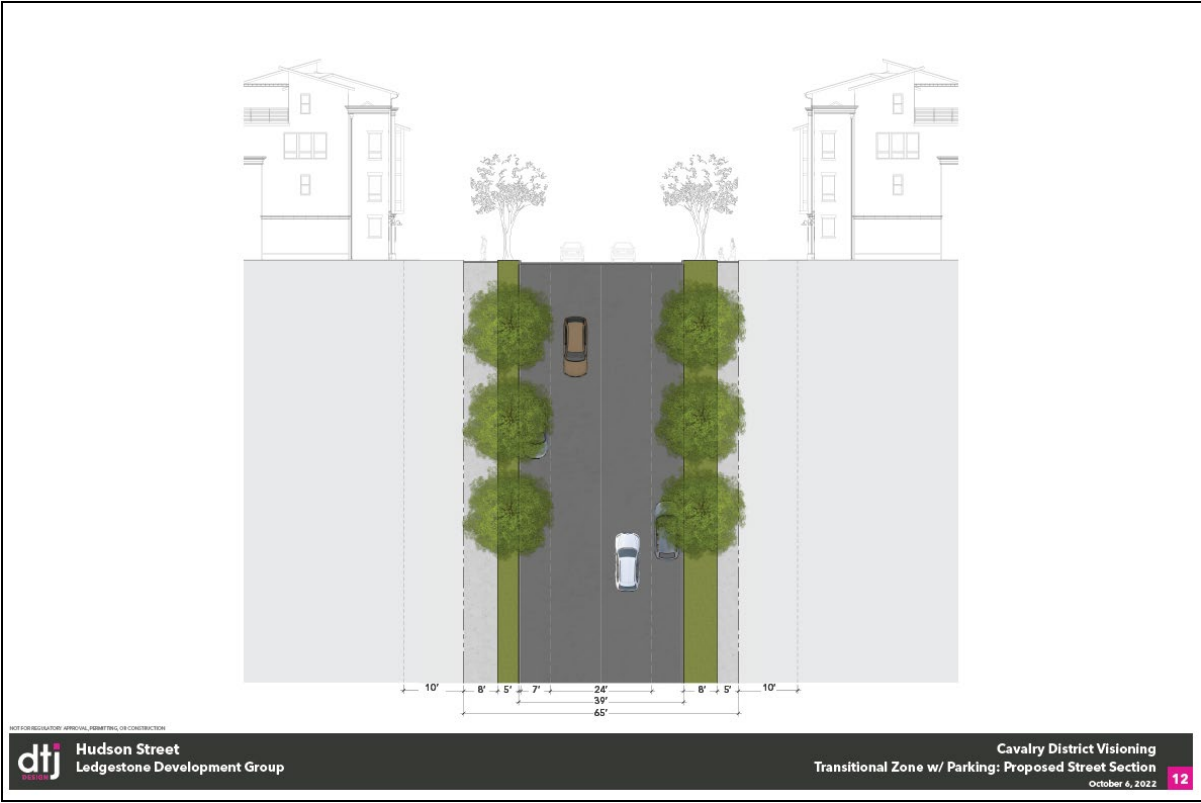 10' 8' 5' 7' 24' 8' 5' 10'
39'
65'
NOT FOR REGULATORY APPROVAL, PERMITTING, OR CONSTRUCTION
dtj
DESIGN
Hudson Street
Ledgestone Development Group
Cavalry District Visioning
Transitional Zone w/ Parking: Proposed Street Section
October 6, 2022
12